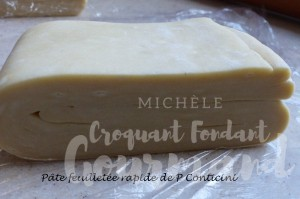 MICHÈLE
Croquant Fondant
Gourmand
Pâte feuilletée rapide de P Conticini